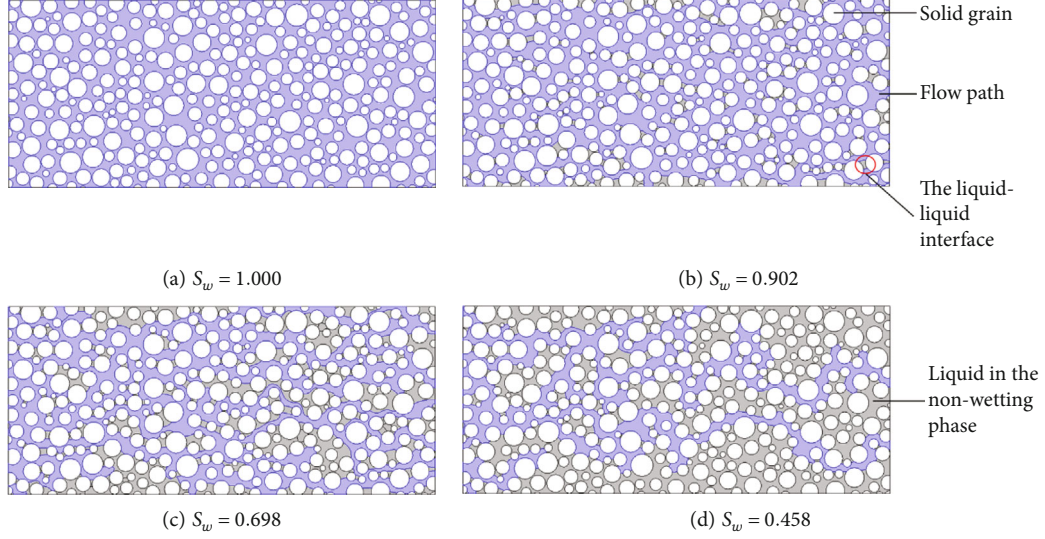 Solid grain
Flow path
The liquid-
liquid
interface
(a) S_w = 1.000
(b) S_w = 0.902
Liquid in the
non-wetting
phase
(c) S_w = 0.698
(d) S_w = 0.458